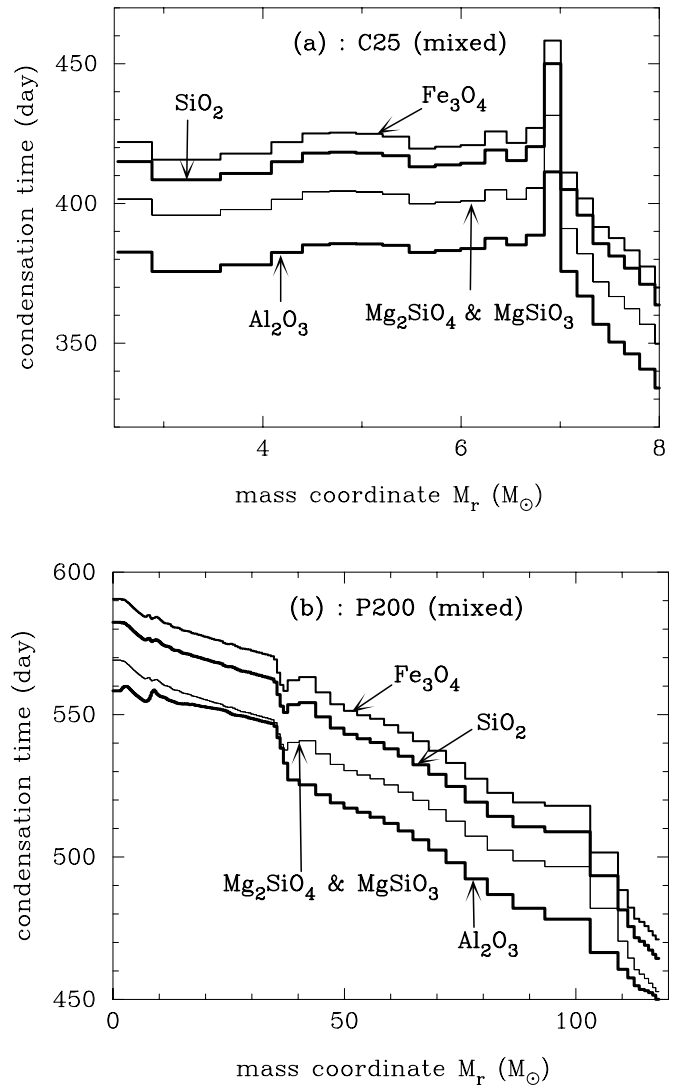 (a) : C25 (mixed)
450
SiO₂
Fe₃O₄
400
condensation time (day)
Al₂O₃
Mg₂SiO₄ & MgSiO₃
350
4 6 8
mass coordinate Mᵣ (M☉)
600
(b) : P200 (mixed)
Fe₃O₄
550
SiO₂
condensation time (day)
500
Mg₂SiO₄ & MgSiO₃
Al₂O₃
450
0 50 100
mass coordinate Mᵣ (M☉)